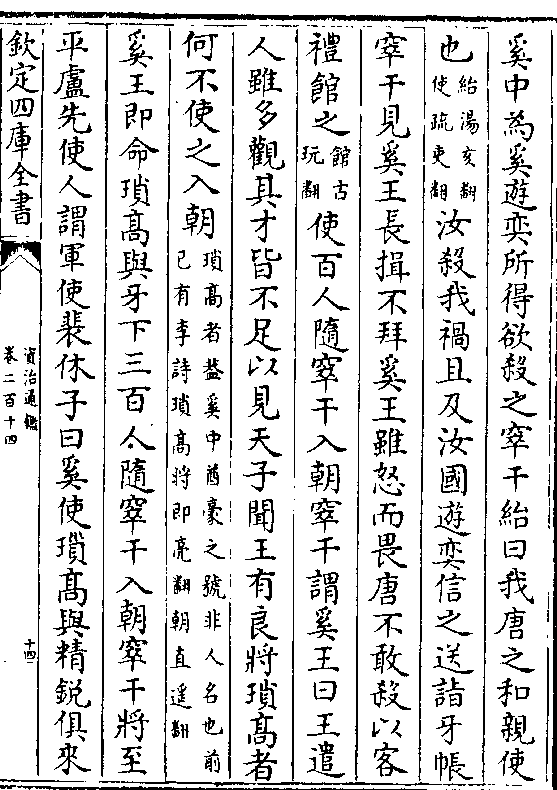 奚中為奚遊奕所得欲殺之窣干紿曰我唐之和親使
也紿湯亥翻使疏吏翻汝殺我禍且及汝國遊奕信之送詣牙帳
窣干見奚王長揖不拜奚王雖怒而畏唐不敢殺以客
禮館之館古玩翻使百人隨窣干入朝窣干謂奚王曰王遣
人雖多觀其才皆不足以見天子聞王有良將瑣髙者
何不使之入朝瑣髙者葢奚中酋豪之號非人名也前已有李詩瑣髙將即亮翻朝直遥翻
奚王即命瑣髙與牙下三百人隨窣干入朝窣干將至
平盧先使人謂軍使裴休子曰奚使瑣髙與精鋭俱來
欽定四庫全書
資治通鑑
卷二百十四
十四